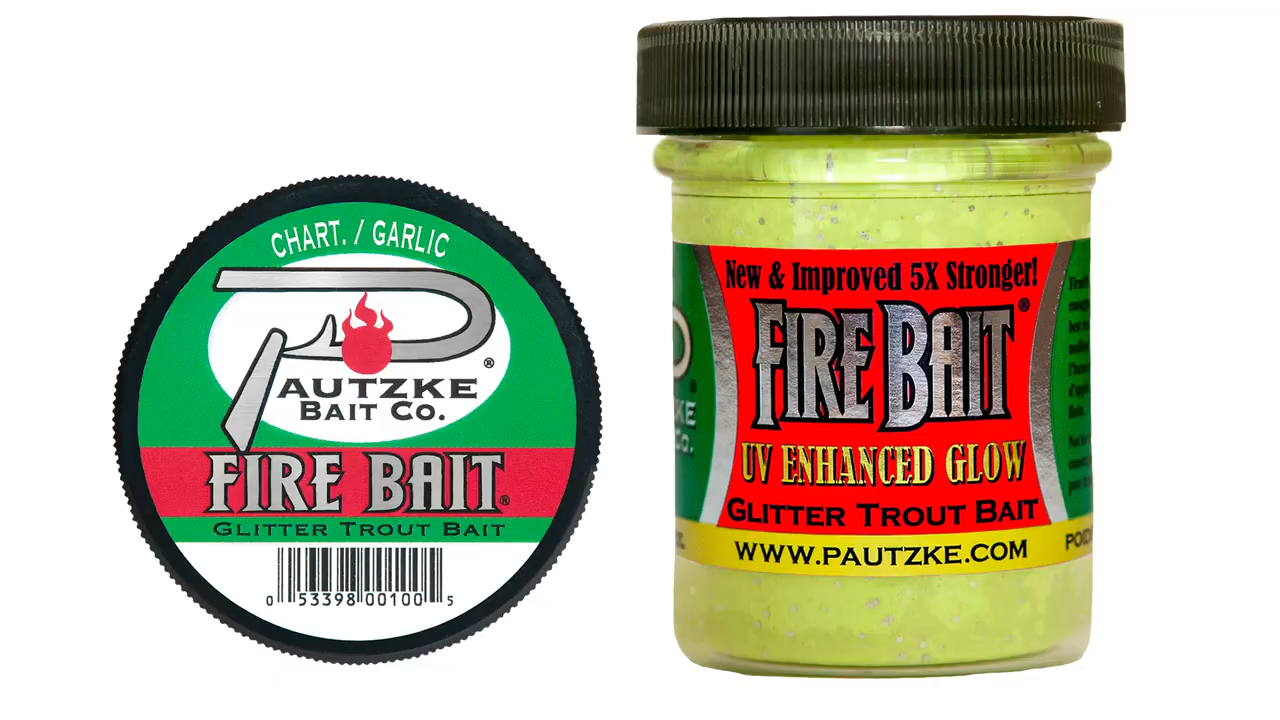 CHART. / GARLIC
PAUTZKE
BAIT CO.
FIRE BAIT®
GLITTER TROUT BAIT
0 53398 00100 5
New & Improved 5X Stronger!
FIRE BAIT®
UV ENHANCED GLOW
GLITTER TROUT BAIT
WWW.PAUTZKE.COM